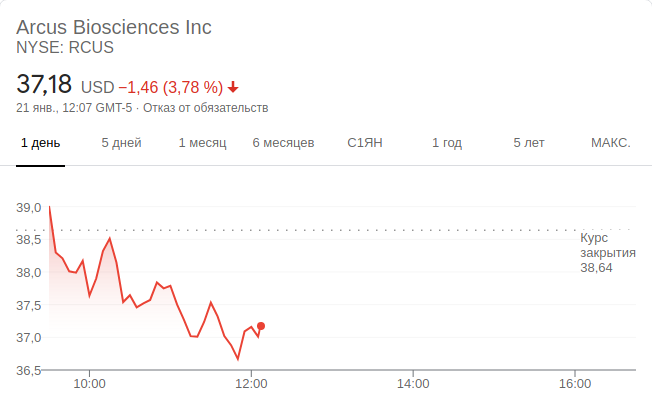 Arcus Biosciences Inc
NYSE: RCUS
37,18 USD −1,46 (3,78 %)
21 янв., 12:07 GMT-5 · Отказ от обязательств
1 день 5 дней 1 месяц 6 месяцев С1ЯН 1 год 5 лет МАКС.
39,0
38,5
38,0
37,5
37,0
36,5
Курс
закрытия
38,64
10:00 12:00 14:00 16:00